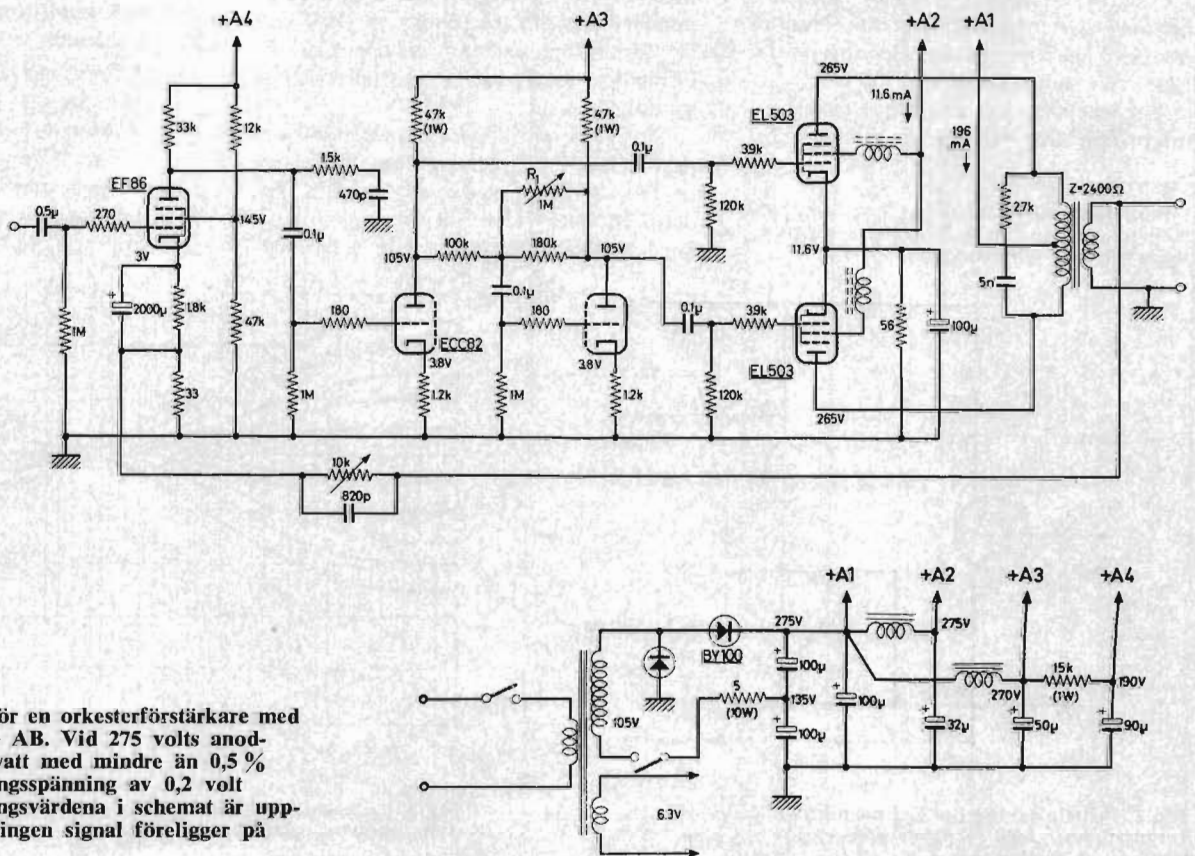 +A4
+A3
+A2
+A1
33k
12k
47k
(1W)
47k
(1W)
265V
11.6 mA
EL503
196
mA
EF86
1.5k
470p
0.1µ
3.9k
R1
1M
Z=2400Ω
2.7k
0.5µ
270
145V
0.1µ
120k
11.6V
3V
105V
100k
180k
105V
5n
2000µ
1.8k
0.1µ
0.1µ
3.9k
56
100µ
180
180
1M
47k
ECC82
EL503
3.8V
3.8V
33
1M
1.2k
1M
1.2k
120k
265V
10k
820p
+A1
+A2
+A3
+A4
275V
275V
BY100
100µ
15k
(1W)
270V
190V
5
(10W)
135V
105V
100µ
100µ
32µ
50µ
90µ
6.3V
ör en orkesterförstärkare med
AB. Vid 275 volts anod-
vatt med mindre än 0,5 %
ngsspänning av 0,2 volt
ngsvärdena i schemat är upp-
ingen signal föreligger på